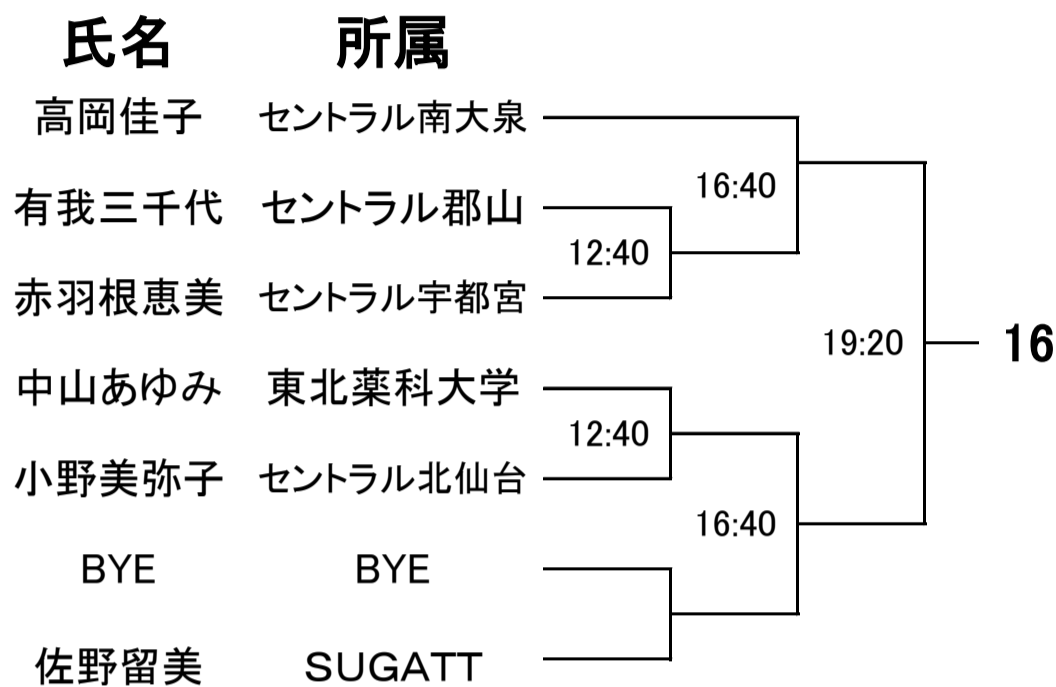 氏名 所属
高岡佳子 セントラル南大泉
16:40
有我三千代 セントラル郡山
12:40
赤羽根恵美 セントラル宇都宮
19:20 16
中山あゆみ 東北薬科大学
12:40
小野美弥子 セントラル北仙台
16:40
BYE BYE
佐野留美 SUGATT